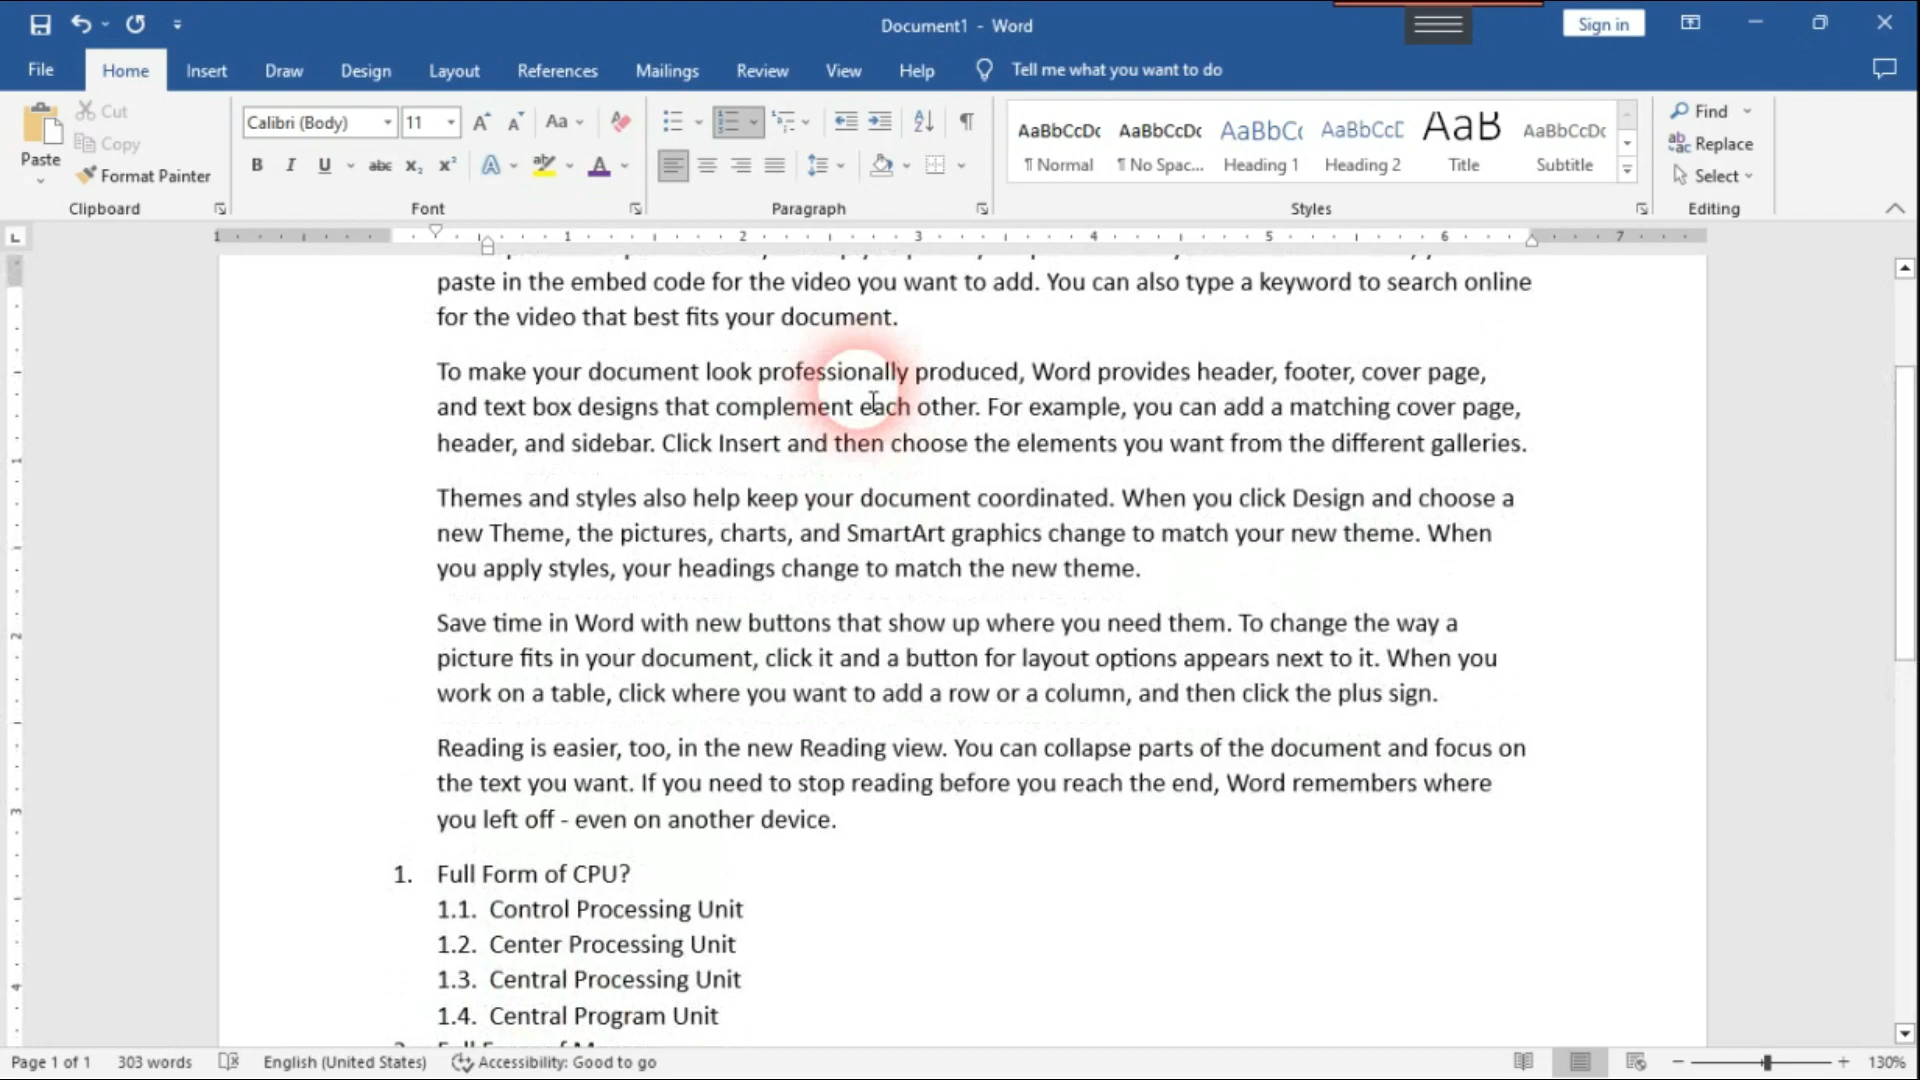 Document1 - Word
Sign in
File Home Insert Draw Design Layout References Mailings Review View Help Tell me what you want to do
Paste
Cut
Copy
Format Painter
Clipboard
Calibri (Body) 11
Aa
B I U abc x₂ x² A A
Font
Paragraph
AaBbCcDc AaBbCcDc AaBbC AaBbCcD AaB AaBbCcDc
¶ Normal ¶ No Spac... Heading 1 Heading 2 Title Subtitle
Styles
Find
Replace
Select
Editing
1 1 2 3 4 5 6 7
paste in the embed code for the video you want to add. You can also type a keyword to search online
for the video that best fits your document.
To make your document look professionally produced, Word provides header, footer, cover page,
and text box designs that complement each other. For example, you can add a matching cover page,
header, and sidebar. Click Insert and then choose the elements you want from the different galleries.
Themes and styles also help keep your document coordinated. When you click Design and choose a
new Theme, the pictures, charts, and SmartArt graphics change to match your new theme. When
you apply styles, your headings change to match the new theme.
Save time in Word with new buttons that show up where you need them. To change the way a
picture fits in your document, click it and a button for layout options appears next to it. When you
work on a table, click where you want to add a row or a column, and then click the plus sign.
Reading is easier, too, in the new Reading view. You can collapse parts of the document and focus on
the text you want. If you need to stop reading before you reach the end, Word remembers where
you left off - even on another device.
1. Full Form of CPU?
1.1. Control Processing Unit
1.2. Center Processing Unit
1.3. Central Processing Unit
1.4. Central Program Unit
Page 1 of 1 303 words English (United States) Accessibility: Good to go 130%